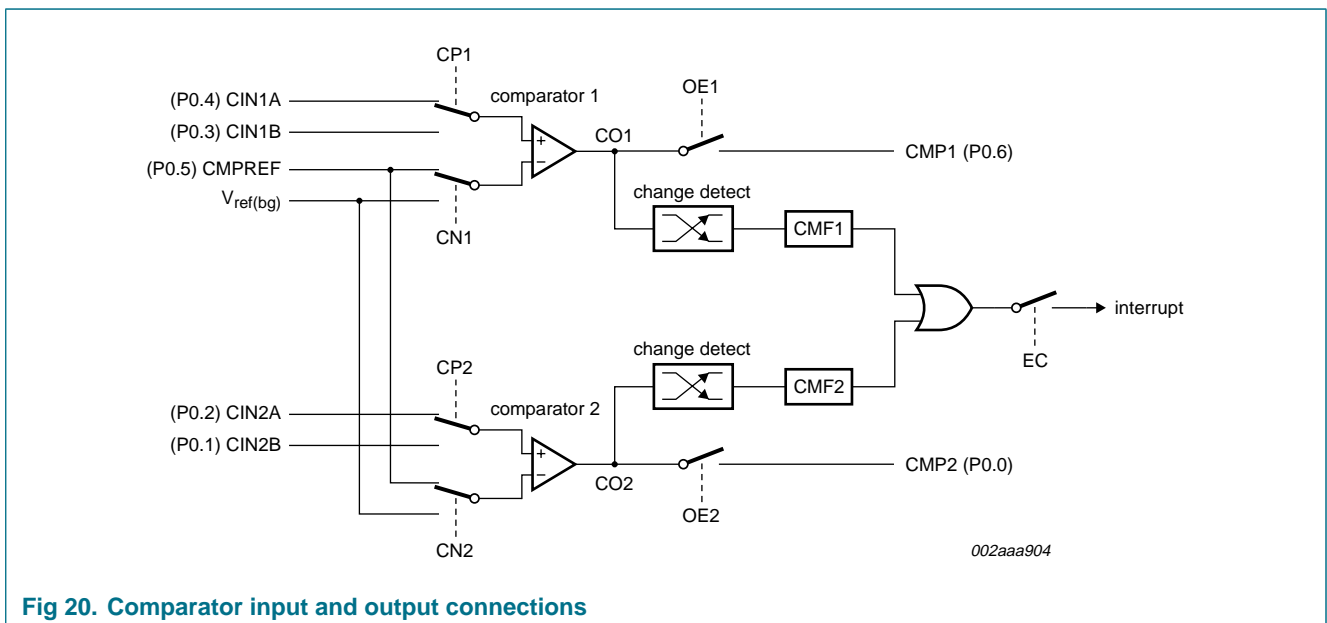 CP1
(P0.4) CIN1A
comparator 1
OE1
(P0.3) CIN1B
CO1
+
CMP1 (P0.6)
(P0.5) CMPREF
−
change detect
Vref(bg)
CMF1
CN1
interrupt
EC
change detect
CP2
CMF2
(P0.2) CIN2A
comparator 2
(P0.1) CIN2B
+
CMP2 (P0.0)
−
CO2
OE2
CN2
002aaa904
Fig 20. Comparator input and output connections